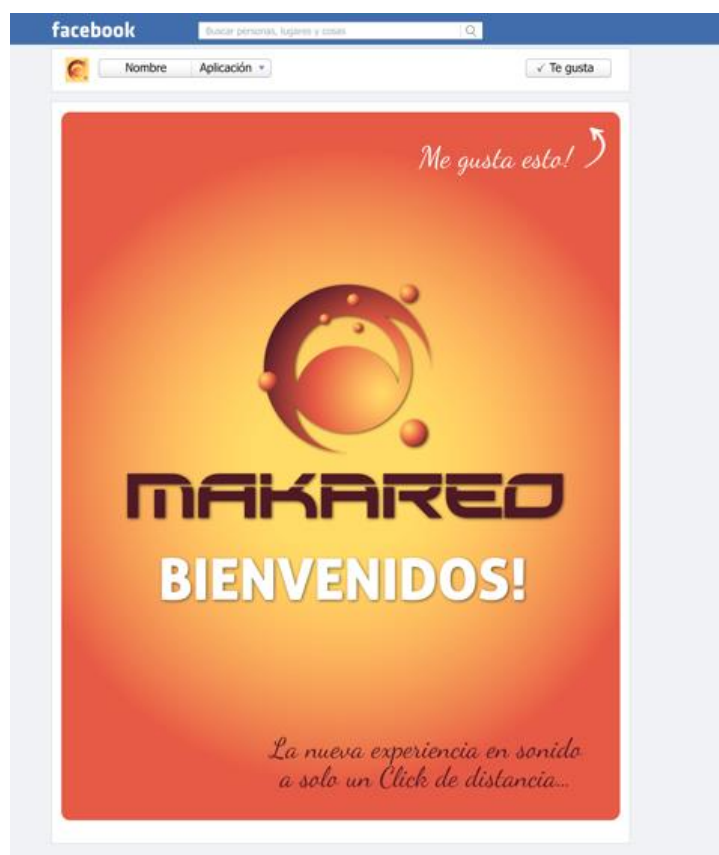 facebook
Buscar personas, lugares y cosas
Nombre
Aplicación
Te gusta
Me gusta esto!
MAKAREO
BIENVENIDOS!
La nueva experiencia en sonido
a solo un Click de distancia...